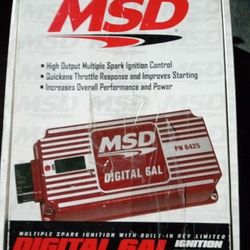 MSD
• High Output Multiple Spark Ignition Control
• Quickens Throttle Response and Improves Starting
• Increases Overall Performance and Power
MSD
PN 6425
DIGITAL 6AL
MULTIPLE SPARK IGNITION WITH BUILT-IN REV LIMITER
DIGITAL 6AL IGNITION